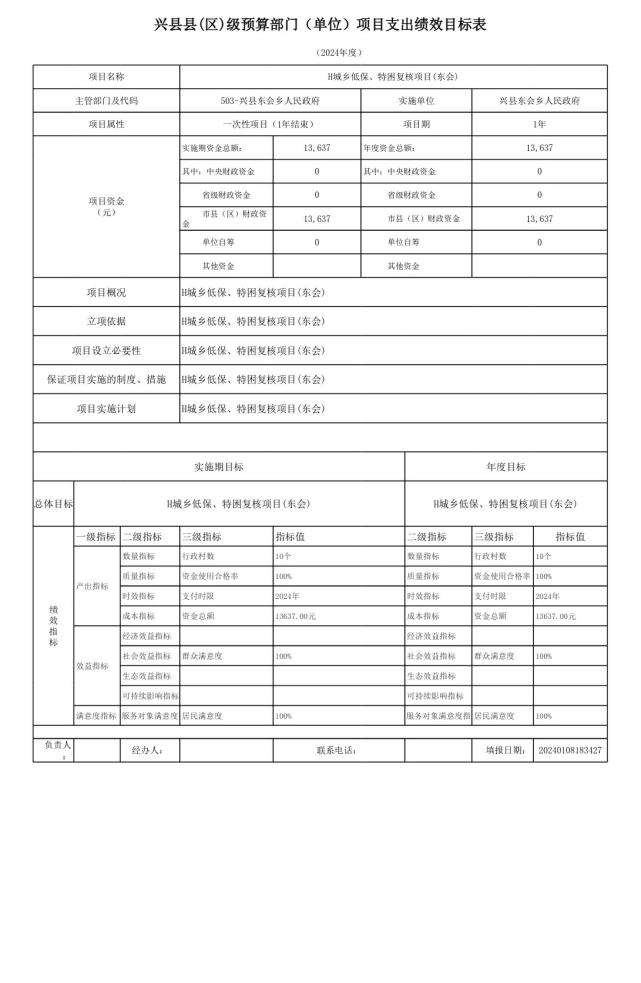 兴县县(区)级预算部门（单位）项目支出绩效目标表
（2024年度）
项目名称 H城乡低保、特困复核项目(东会)
主管部门及代码 503-兴县东会乡人民政府 实施单位 兴县东会乡人民政府
项目属性 一次性项目（1年结束） 项目期 1年
项目资金
（元）
实施期资金总额： 13,637 年度资金总额： 13,637
其中：中央财政资金 0 其中：中央财政资金 0
省级财政资金 0 省级财政资金 0
市县（区）财政资
金 13,637 市县（区）财政资金 13,637
单位自筹 0 单位自筹 0
其他资金 其他资金
项目概况 H城乡低保、特困复核项目(东会)
立项依据 H城乡低保、特困复核项目(东会)
项目设立必要性 H城乡低保、特困复核项目(东会)
保证项目实施的制度、措施 H城乡低保、特困复核项目(东会)
项目实施计划 H城乡低保、特困复核项目(东会)
实施期目标 年度目标
总体目标 H城乡低保、特困复核项目(东会) H城乡低保、特困复核项目(东会)
绩效指标
一级指标 二级指标 三级指标 指标值 二级指标 三级指标 指标值
产出指标
数量指标 行政村数 10个 数量指标 行政村数 10个
质量指标 资金使用合格率 100% 质量指标 资金使用合格率 100%
时效指标 支付时限 2024年 时效指标 支付时限 2024年
成本指标 资金总额 13637.00元 成本指标 资金总额 13637.00元
效益指标
经济效益指标 经济效益指标
社会效益指标 群众满意度 100% 社会效益指标 群众满意度 100%
生态效益指标 生态效益指标
可持续影响指标 可持续影响指标
满意度指标 服务对象满意度 居民满意度 100% 服务对象满意度指 居民满意度 100%
负责人
： 经办人： 联系电话： 填报日期： 20240108183427